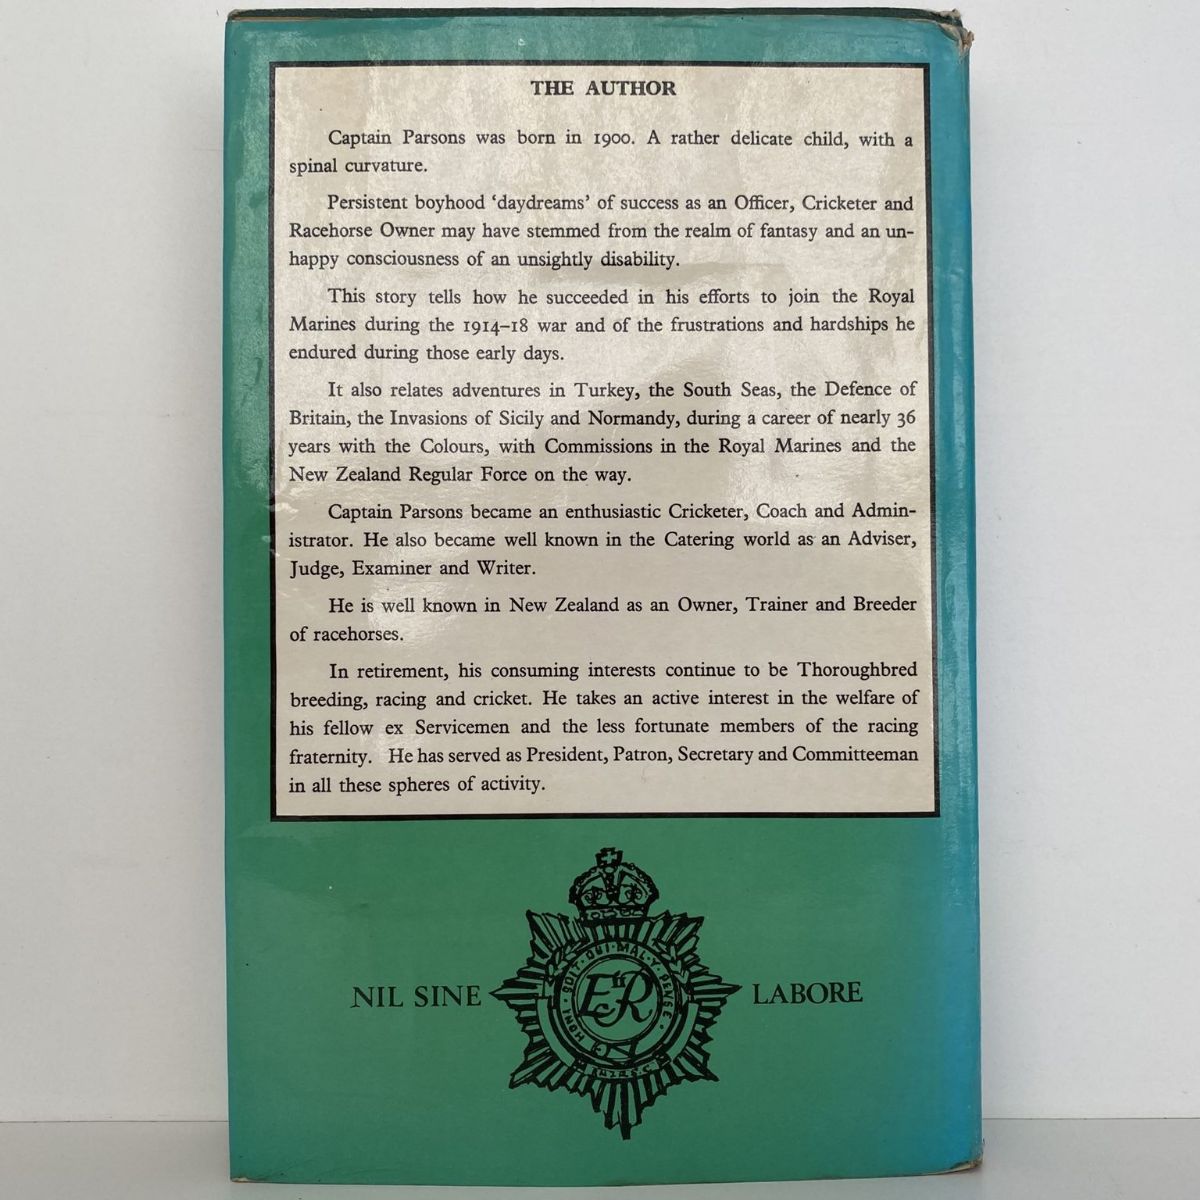 THE AUTHOR
Captain Parsons was born in 1900. A rather delicate child, with a
spinal curvature.
Persistent boyhood ‘daydreams’ of success as an Officer, Cricketer and
Racehorse Owner may have stemmed from the realm of fantasy and an un-
happy consciousness of an unsightly disability.
This story tells how he succeeded in his efforts to join the Royal
Marines during the 1914–18 war and of the frustrations and hardships he
endured during those early days.
It also relates adventures in Turkey, the South Seas, the Defence of
Britain, the Invasions of Sicily and Normandy, during a career of nearly 36
years with the Colours, with Commissions in the Royal Marines and the
New Zealand Regular Force on the way.
Captain Parsons became an enthusiastic Cricketer, Coach and Admin-
istrator. He also became well known in the Catering world as an Adviser,
Judge, Examiner and Writer.
He is well known in New Zealand as an Owner, Trainer and Breeder
of racehorses.
In retirement, his consuming interests continue to be Thoroughbred
breeding, racing and cricket. He takes an active interest in the welfare of
his fellow ex Servicemen and the less fortunate members of the racing
fraternity. He has served as President, Patron, Secretary and Committeeman
in all these spheres of activity.
HONI · SOIT · QUI · MAL · Y · PENSE ·
EIIR
NIL SINE LABORE